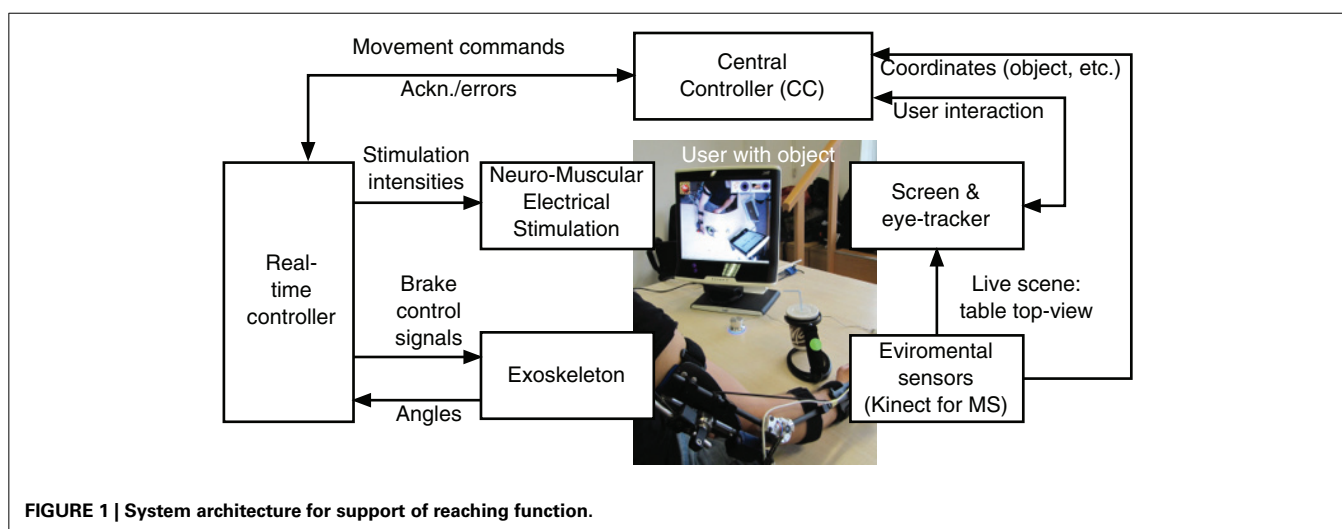 Movement commands
Ackn./errors
Central
Controller (CC)
Coordinates (object, etc.)
User interaction
Stimulation
intensities
Neuro-Muscular
Electrical
Stimulation
User with object
Screen &
eye-tracker
Real-
time
controller
Brake
control
signals
Live scene:
table top-view
Exoskeleton
Angles
Eviromental
sensors
(Kinect for MS)
FIGURE 1 | System architecture for support of reaching function.